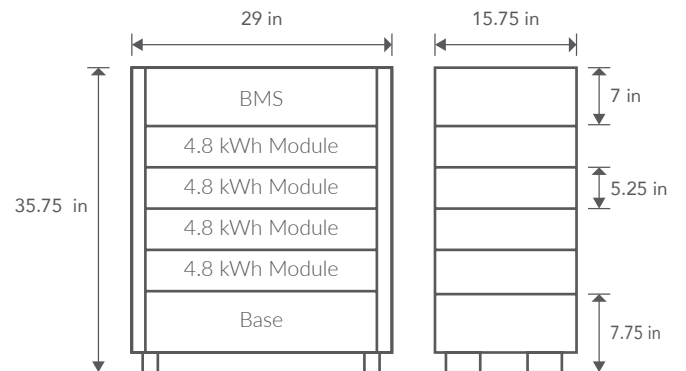 29 in
15.75 in
BMS
7 in
4.8 kWh Module
4.8 kWh Module
5.25 in
35.75 in
4.8 kWh Module
4.8 kWh Module
Base
7.75 in